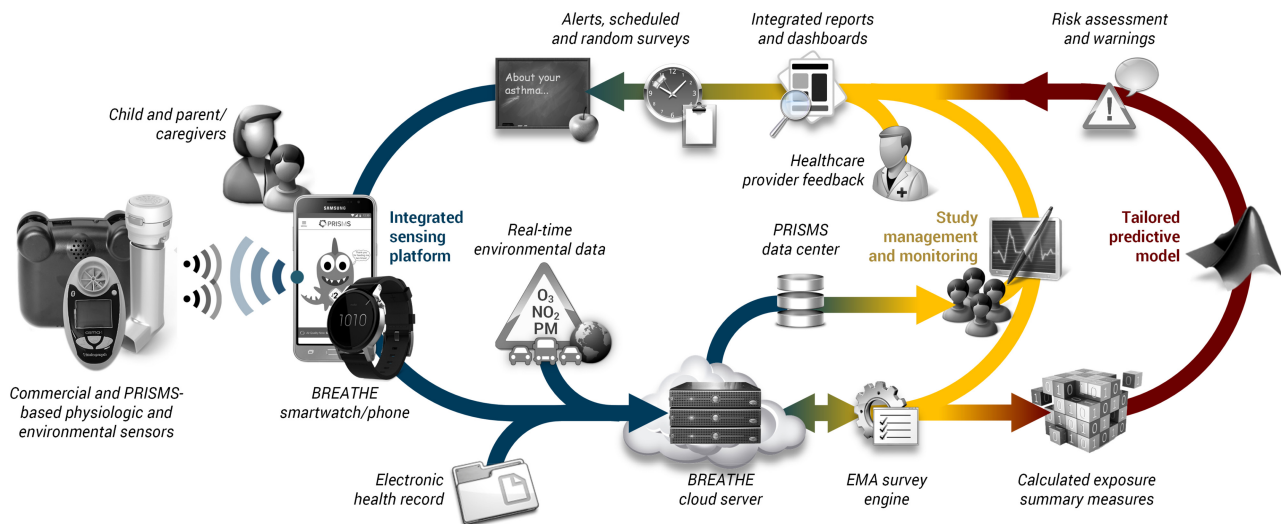 Alerts, scheduled
and random surveys
Integrated reports
and dashboards
Risk assessment
and warnings
About your
asthma...
12
3
Child and parent/
caregivers
Healthcare
provider feedback
SAMSUNG
PRISMS
Integrated
sensing
platform
Real-time
environmental data
O₃
NO₂
PM
PRISMS
data center
Study
management
and monitoring
Tailored
predictive
model
2
1010
Commercial and PRISMS-
based physiologic and
environmental sensors
BREATHE
smartwatch/phone
Electronic
health record
BREATHE
cloud server
EMA survey
engine
Calculated exposure
summary measures